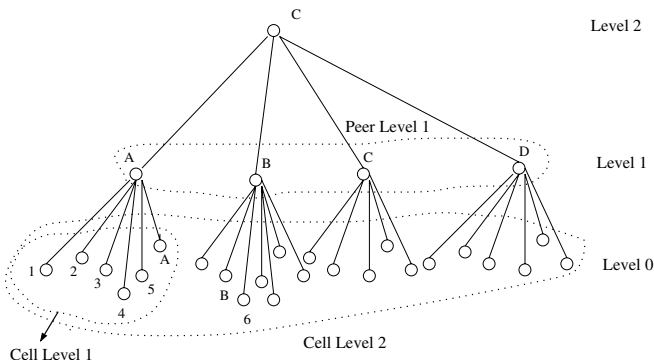 C
Level 2
Peer Level 1
A
B
C
D
Level 1
1
2
3
4
5
A
B
6
Level 0
Cell Level 1
Cell Level 2